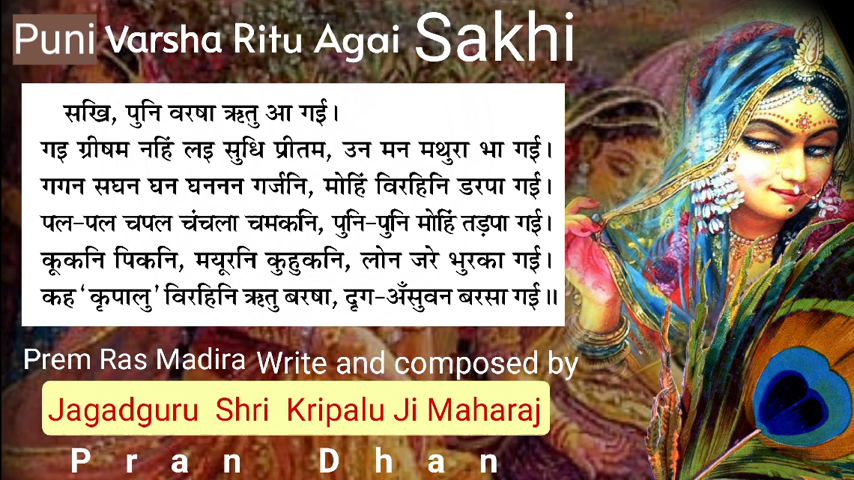 Puni Varsha Ritu Agai Sakhi
सखि, पुनि वरषा ऋतु आ गई।
गइ ग्रीषम नहिं लइ सुधि प्रीतम, उन मन मथुरा भा गई।
गगन सघन घन घननन गर्जनि, मोहिं विरहिनि डरपा गई।
पल-पल चपल चंचला चमकनि, पुनि-पुनि मोहिं तड़पा गई।
कूकनि पिकनि, मयूरनि कुहुकनि, लोन जरे भुरका गई।
कह ‘कृपालु’ विरहिनि ऋतु बरषा, दृग-अँसुवन बरसा गई॥
Prem Ras Madira Write and composed by
Jagadguru Shri Kripalu Ji Maharaj
Pran Dhan